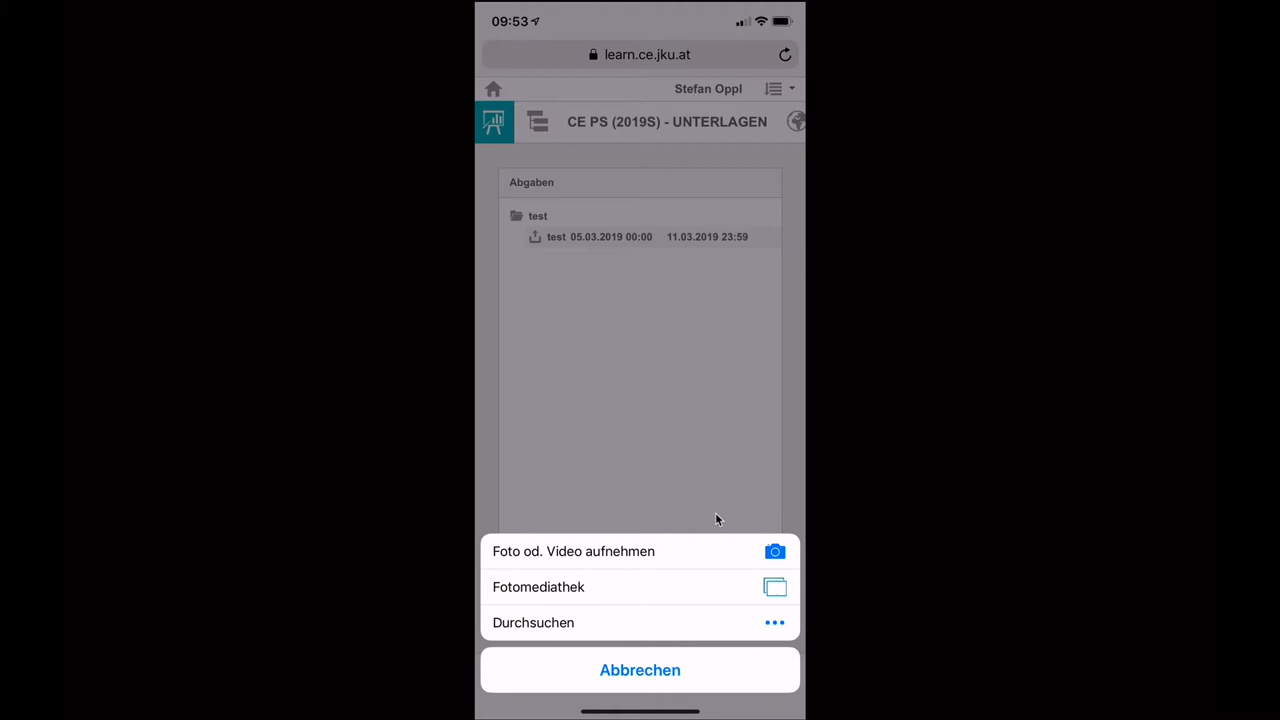 09:53
learn.ce.jku.at
Stefan Oppl
CE PS (2019S) - UNTERLAGEN
Abgaben
test
test 05.03.2019 00:00 11.03.2019 23:59
Foto od. Video aufnehmen
Fotomediathek
Durchsuchen
Abbrechen